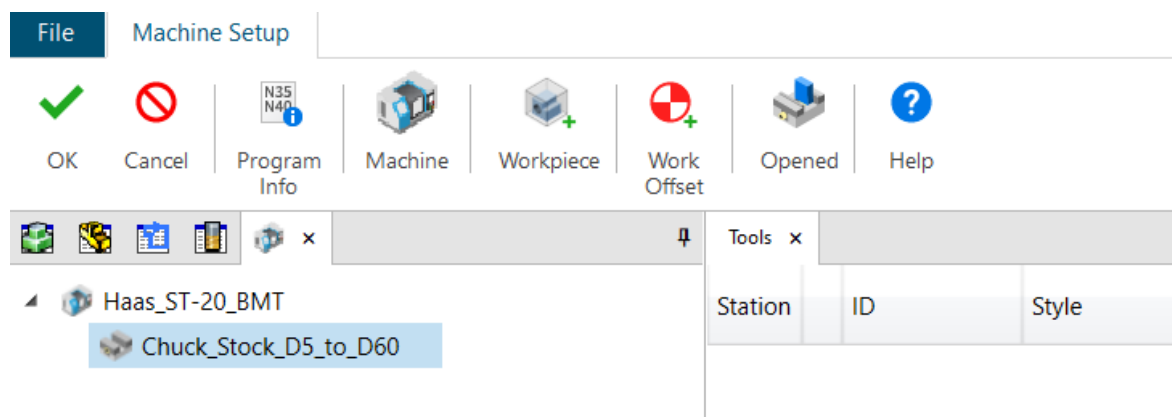 File
Machine Setup
N35
N40
OK
Cancel
Program
Info
Machine
Workpiece
Work
Offset
Opened
Help
Tools
Haas_ST-20_BMT
Station
ID
Style
Chuck_Stock_D5_to_D60